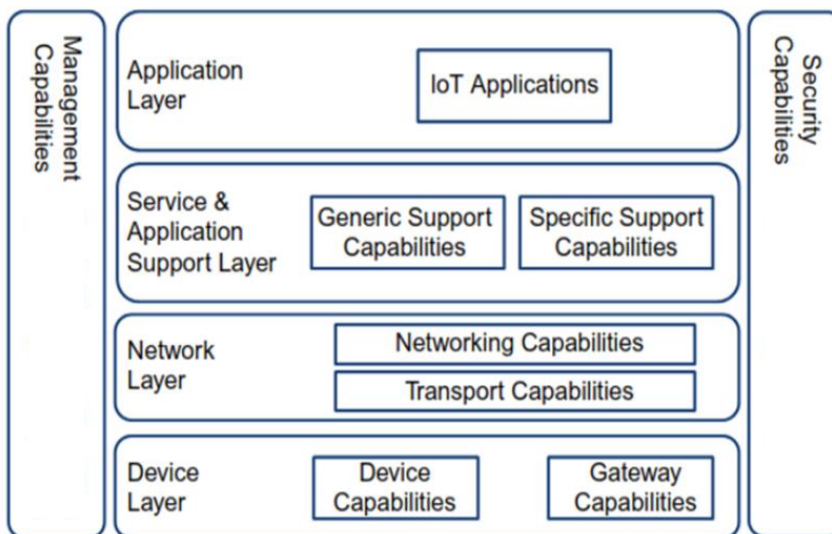 Management
Capabilities
Application
Layer
IoT Applications
Service &
Application
Support Layer
Generic Support
Capabilities
Specific Support
Capabilities
Network
Layer
Networking Capabilities
Transport Capabilities
Device
Layer
Device
Capabilities
Gateway
Capabilities
Security
Capabilities